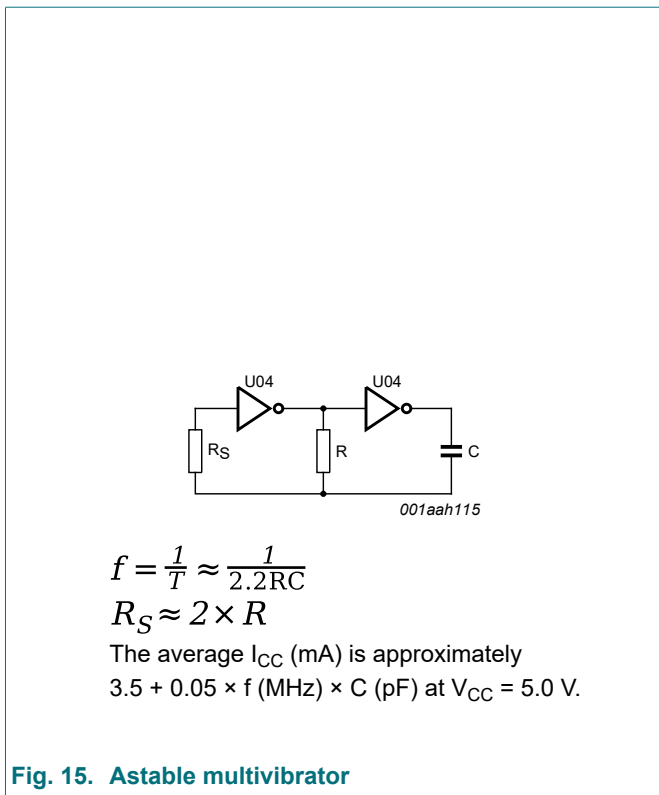 U04 U04
RS R C
001aah115
f = 1/T ≈ 1/2.2RC
RS ≈ 2 × R
The average ICC (mA) is approximately
3.5 + 0.05 × f (MHz) × C (pF) at VCC = 5.0 V.
Fig. 15. Astable multivibrator